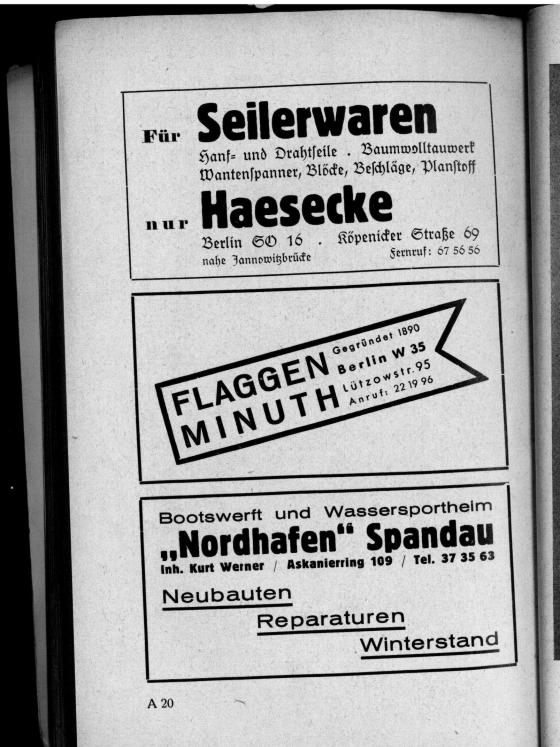 Für Seilerwaren
Hanf= und Drahtseile . Baumwolltauwerk
Wantenspanner, Blöcke, Beschläge, Planstoff
nur Haesecke
Berlin SO 16 . Köpenicker Straße 69
nahe Jannowitzbrücke Fernruf: 67 56 56
FLAGGEN
MINUTH
Gegründet 1890
Berlin W 35
Lützowstr. 95
Anruf: 22 19 96
Bootswerft und Wassersportheim
„Nordhafen“ Spandau
Inh. Kurt Werner / Askanierring 109 / Tel. 37 35 63
Neubauten
Reparaturen
Winterstand
A 20